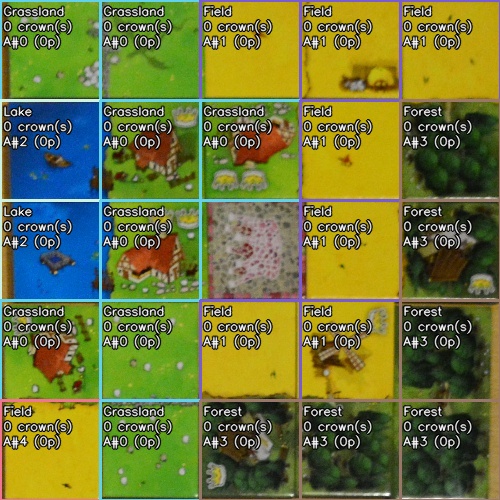 Grassland
0 crown(s)
A#0 (0p)
Grassland
0 crown(s)
A#0 (0p)
Field
0 crown(s)
A#1 (0p)
Field
0 crown(s)
A#1 (0p)
Field
0 crown(s)
A#1 (0p)
Lake
0 crown(s)
A#2 (0p)
Grassland
0 crown(s)
A#0 (0p)
Grassland
0 crown(s)
A#0 (0p)
Field
0 crown(s)
A#1 (0p)
Forest
0 crown(s)
A#3 (0p)
Lake
0 crown(s)
A#2 (0p)
Grassland
0 crown(s)
A#0 (0p)
Field
0 crown(s)
A#1 (0p)
Forest
0 crown(s)
A#3 (0p)
Grassland
0 crown(s)
A#0 (0p)
Grassland
0 crown(s)
A#0 (0p)
Field
0 crown(s)
A#1 (0p)
Field
0 crown(s)
A#1 (0p)
Forest
0 crown(s)
A#3 (0p)
Field
0 crown(s)
A#4 (0p)
Grassland
0 crown(s)
A#0 (0p)
Forest
0 crown(s)
A#3 (0p)
Forest
0 crown(s)
A#3 (0p)
Forest
0 crown(s)
A#3 (0p)